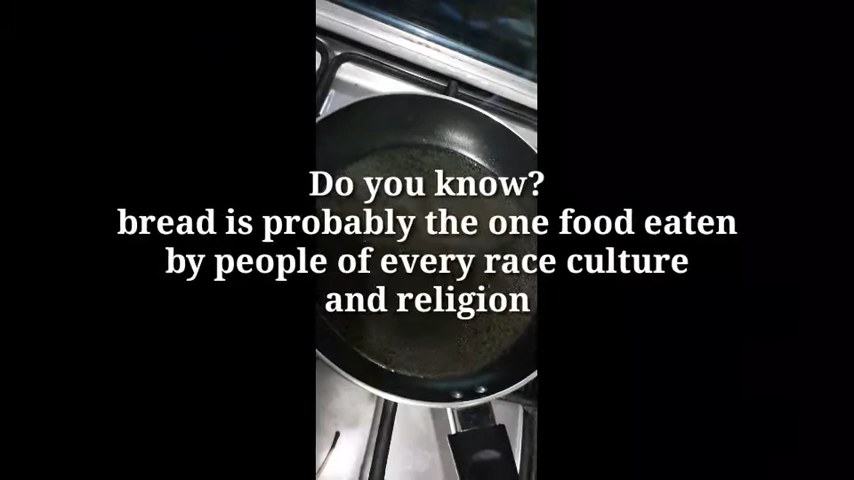 Do you know?
bread is probably the one food eaten
by people of every race culture
and religion